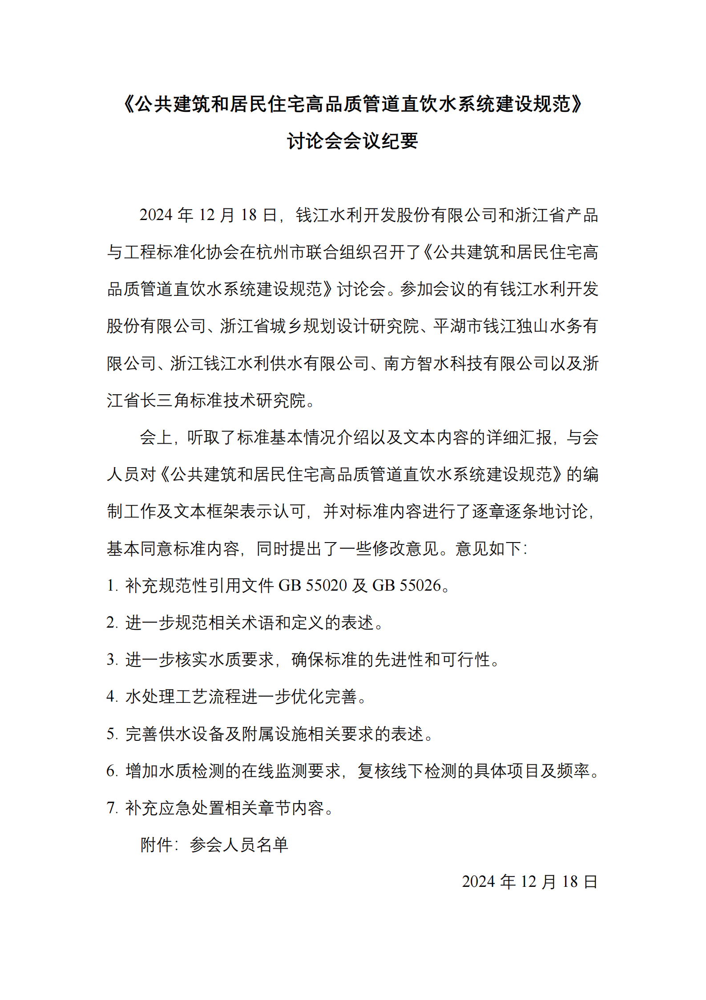 《公共建筑和居民住宅高品质管道直饮水系统建设规范》
讨论会会议纪要
2024 年 12 月 18 日，钱江水利开发股份有限公司和浙江省产品
与工程标准化协会在杭州市联合组织召开了《公共建筑和居民住宅高
品质管道直饮水系统建设规范》讨论会。参加会议的有钱江水利开发
股份有限公司、浙江省城乡规划设计研究院、平湖市钱江独山水务有
限公司、浙江钱江水利供水有限公司、南方智水科技有限公司以及浙
江省长三角标准技术研究院。
会上，听取了标准基本情况介绍以及文本内容的详细汇报，与会
人员对《公共建筑和居民住宅高品质管道直饮水系统建设规范》的编
制工作及文本框架表示认可，并对标准内容进行了逐章逐条地讨论，
基本同意标准内容，同时提出了一些修改意见。意见如下：
1. 补充规范性引用文件 GB 55020 及 GB 55026。
2. 进一步规范相关术语和定义的表述。
3. 进一步核实水质要求，确保标准的先进性和可行性。
4. 水处理工艺流程进一步优化完善。
5. 完善供水设备及附属设施相关要求的表述。
6. 增加水质检测的在线监测要求，复核线下检测的具体项目及频率。
7. 补充应急处置相关章节内容。
附件：参会人员名单
2024 年 12 月 18 日